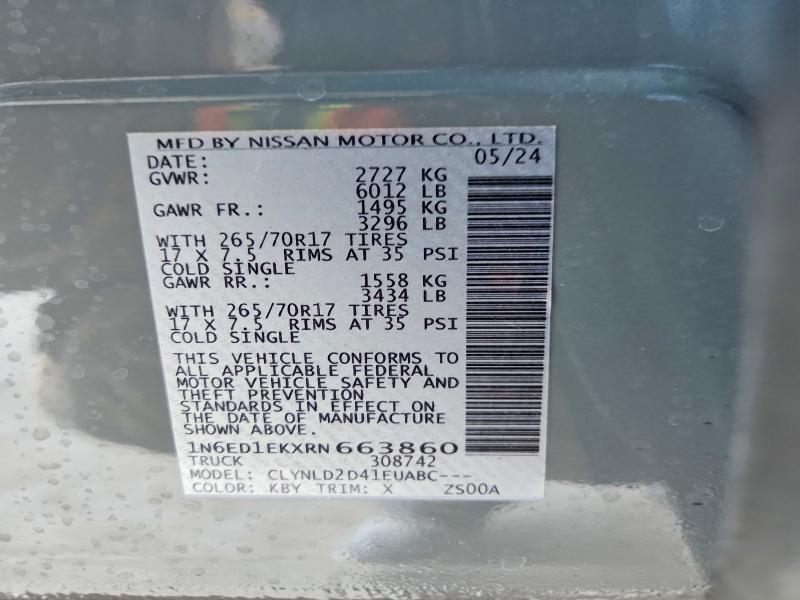 MFD BY NISSAN MOTOR CO., LTD.
DATE: 05/24
GVWR: 2727 KG
6012 LB
GAWR FR.: 1495 KG
3296 LB
WITH 265/70R17 TIRES
17 X 7.5 RIMS AT 35 PSI
COLD SINGLE
GAWR RR.: 1558 KG
3434 LB
WITH 265/70R17 TIRES
17 X 7.5 RIMS AT 35 PSI
COLD SINGLE
THIS VEHICLE CONFORMS TO
ALL APPLICABLE FEDERAL
MOTOR VEHICLE SAFETY AND
THEFT PREVENTION
STANDARDS IN EFFECT ON
THE DATE OF MANUFACTURE
SHOWN ABOVE.
1N6ED1EKXRN663860
TRUCK 308742
MODEL: CLYNLD2D41EUABC---
COLOR: KBY TRIM: X ZS00A